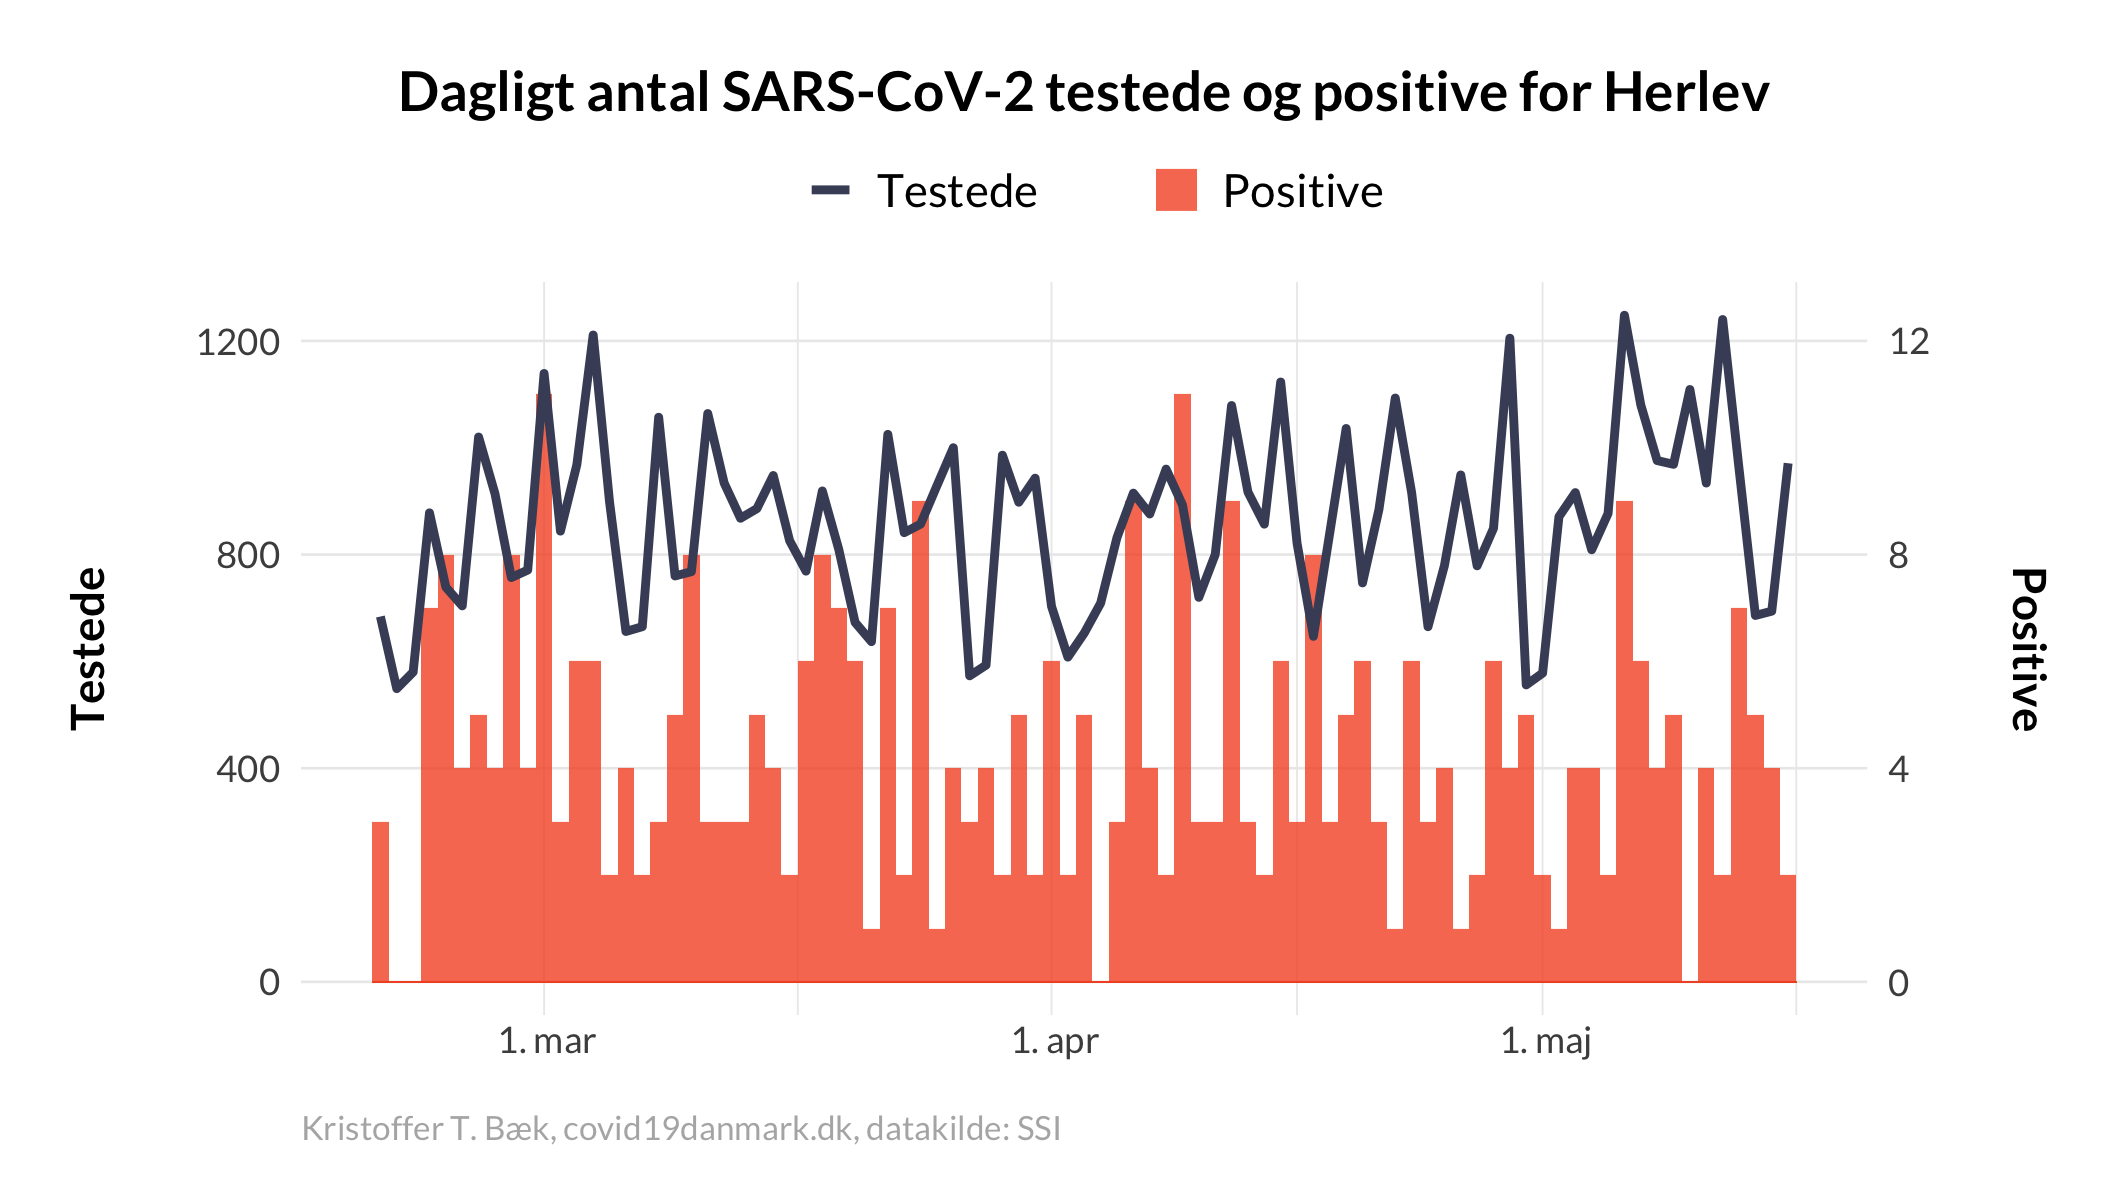 Dagligt antal SARS-CoV-2 testede og positive for Herlev
Testede Positive
1200 12
800 8
400 4
0 0
Testede
Positive
1. mar 1. apr 1. maj
Kristoffer T. Bæk, covid19danmark.dk, datakilde: SSI